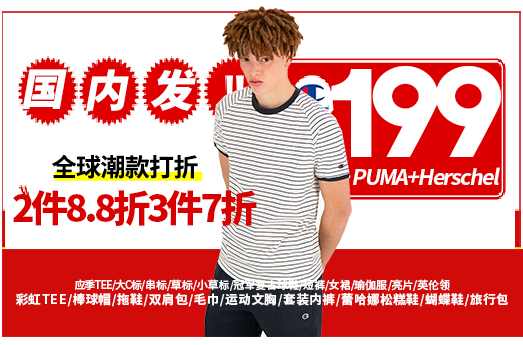 国内发!!
199
PUMA+Herschel
全球潮款打折
2件8.8折3件7折
应季TEE/大C标/串标/草标/小草标/冠军
短裤/女裙/瑜伽服/亮片/英伦领
彩虹TEE/棒球帽/拖鞋/双肩包/毛巾/运动文胸/套装内裤/蕾哈娜松糕鞋/蝴蝶鞋/旅行包